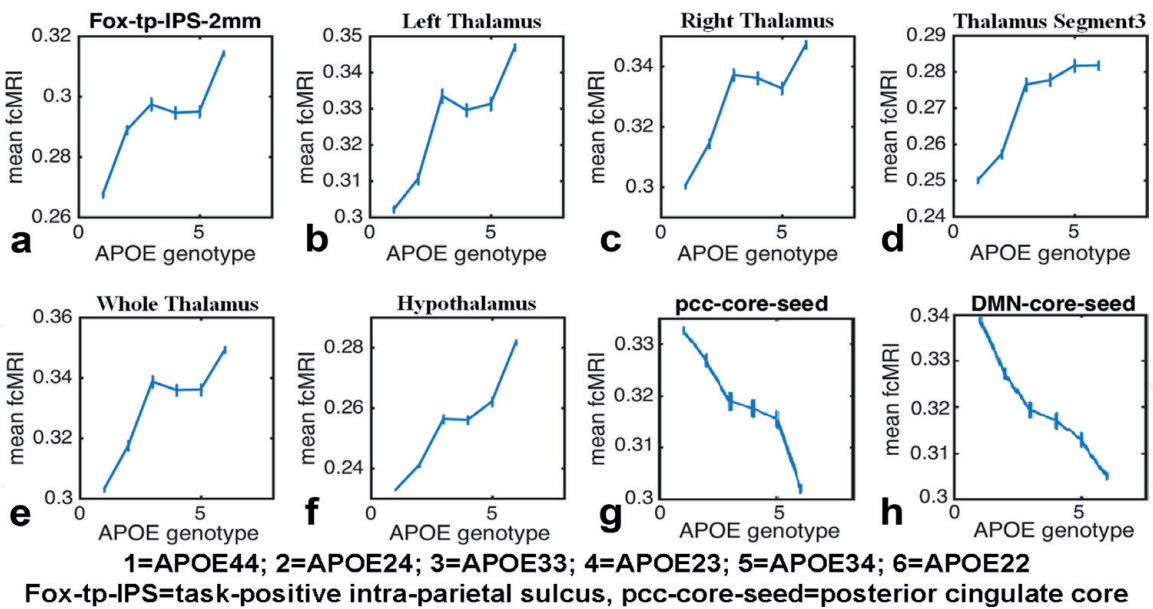 Fox-tp-IPS-2mm
mean fcMRI
0.32
0.3
0.28
0.26
0
5
APOE genotype
a
Left Thalamus
mean fcMRI
0.35
0.34
0.33
0.32
0.31
0.3
0
5
APOE genotype
b
Right Thalamus
mean fcMRI
0.34
0.32
0.3
0
5
APOE genotype
c
Thalamus Segment3
mean fcMRI
0.29
0.28
0.27
0.26
0.25
0.24
0
5
APOE genotype
d
Whole Thalamus
mean fcMRI
0.36
0.34
0.32
0.3
0
5
APOE genotype
e
Hypothalamus
mean fcMRI
0.28
0.26
0.24
0
5
APOE genotype
f
pcc-core-seed
mean fcMRI
0.33
0.32
0.31
0.3
0
5
APOE genotype
g
DMN-core-seed
mean fcMRI
0.34
0.33
0.32
0.31
0.3
0
5
APOE genotype
h
1=APOE44; 2=APOE24; 3=APOE33; 4=APOE23; 5=APOE34; 6=APOE22
Fox-tp-IPS=task-positive intra-parietal sulcus, pcc-core-seed=posterior cingulate core